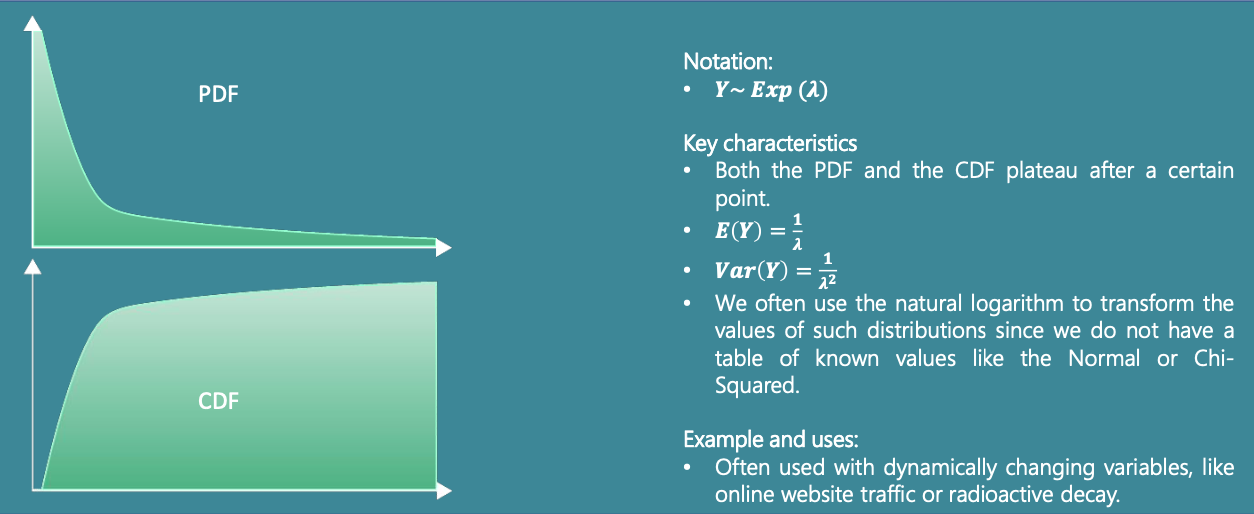 PDF
CDF
Notation:
• Y~ Exp (λ)
Key characteristics
• Both the PDF and the CDF plateau after a certain
point.
• E(Y) = 1/λ
• Var(Y) = 1/λ²
• We often use the natural logarithm to transform the
values of such distributions since we do not have a
table of known values like the Normal or Chi-
Squared.
Example and uses:
• Often used with dynamically changing variables, like
online website traffic or radioactive decay.